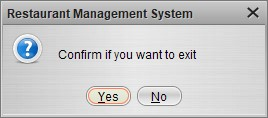 Restaurant Management System
Confirm if you want to exit
Yes No